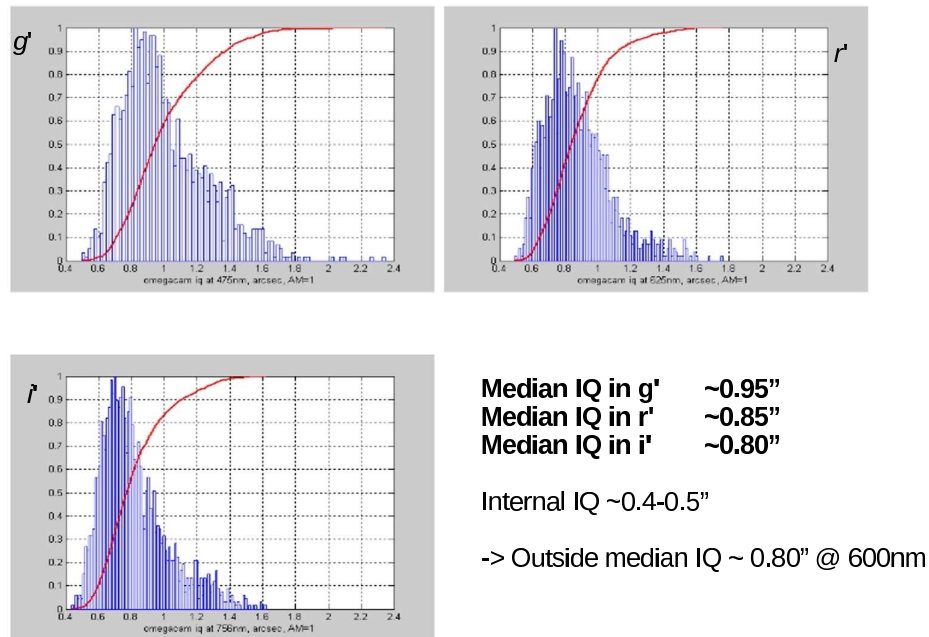 g'
1
0.9
0.8
0.7
0.6
0.5
0.4
0.3
0.2
0.1
0
0.4 0.6 0.8 1 1.2 1.4 1.6 1.8 2 2.2 2.4
omegacam iq at 475nm, arcsec, AM=1
r'
1
0.9
0.8
0.7
0.6
0.5
0.4
0.3
0.2
0.1
0
0.4 0.6 0.8 1 1.2 1.4 1.6 1.8 2 2.2 2.4
omegacam iq at 625nm, arcsec, AM=1
i'
1
0.9
0.8
0.7
0.6
0.5
0.4
0.3
0.2
0.1
0
0.4 0.6 0.8 1 1.2 1.4 1.6 1.8 2 2.2 2.4
omegacam iq at 756nm, arcsec, AM=1
Median IQ in g' ~0.95”
Median IQ in r' ~0.85”
Median IQ in i' ~0.80”
Internal IQ ~0.4-0.5”
-> Outside median IQ ~ 0.80” @ 600nm